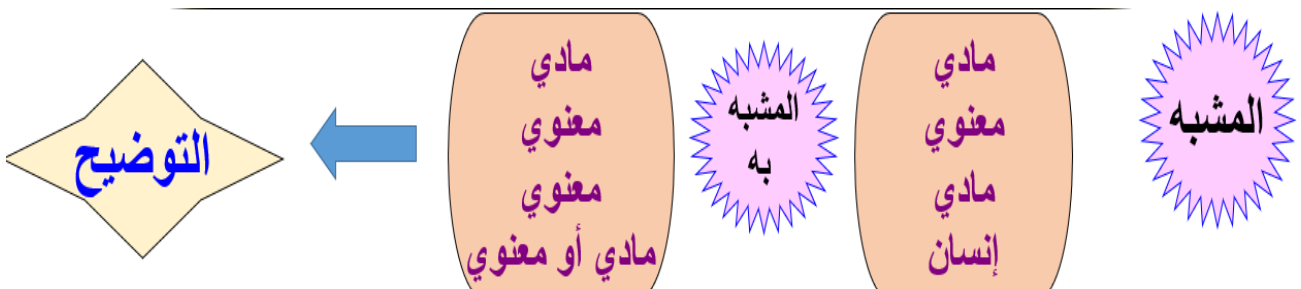 المشبه
مادي
معنوي
مادي
إنسان
المشبه
به
مادي
معنوي
معنوي
مادي أو معنوي
التوضيح